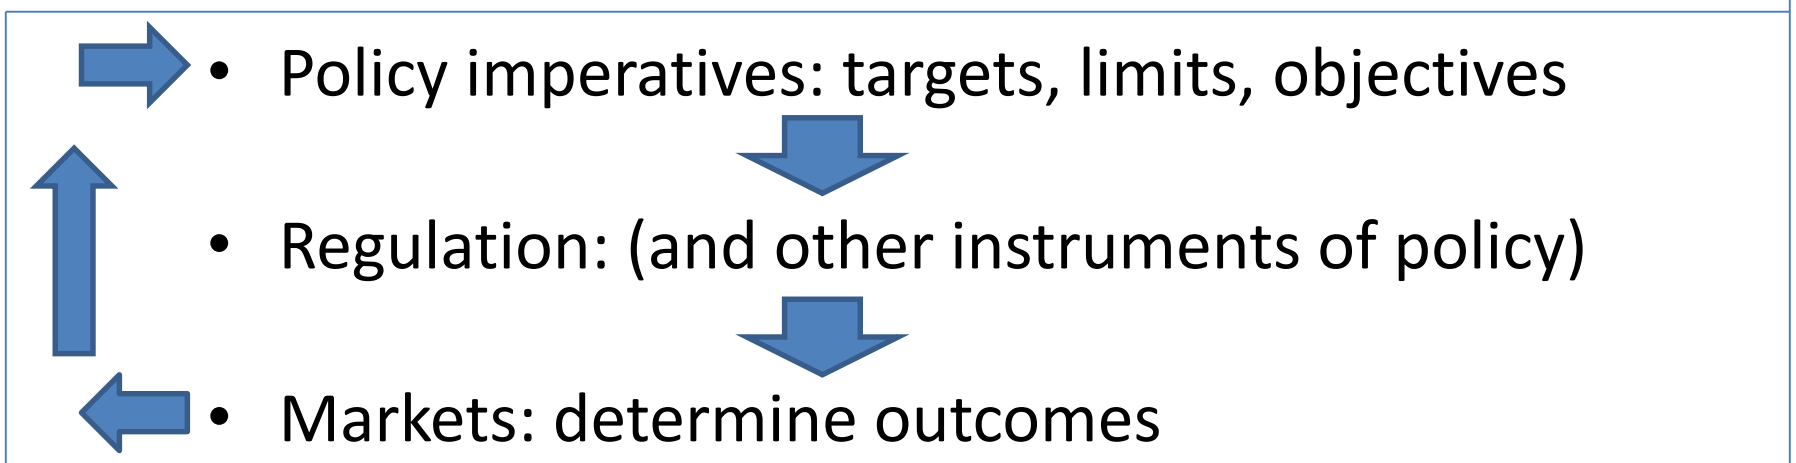 • Policy imperatives: targets, limits, objectives
• Regulation: (and other instruments of policy)
• Markets: determine outcomes